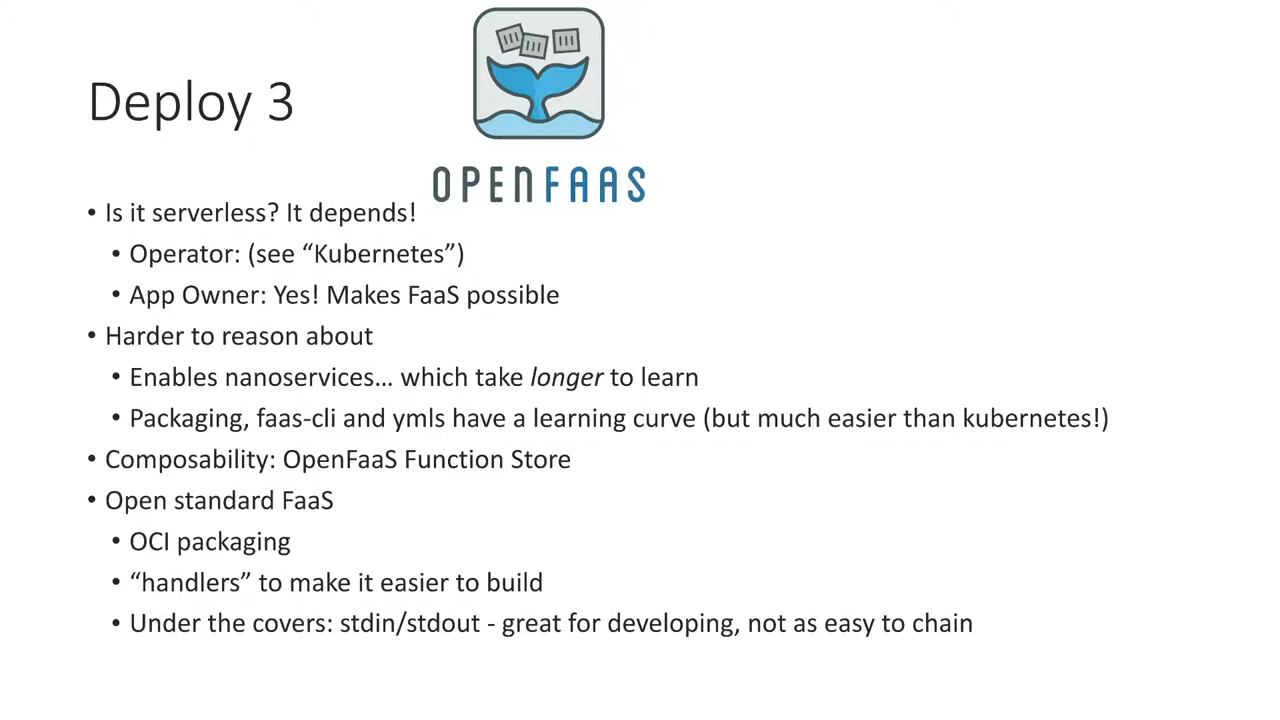 Deploy 3
OPENFAAS
• Is it serverless? It depends!
• Operator: (see “Kubernetes”)
• App Owner: Yes! Makes FaaS possible
• Harder to reason about
• Enables nanoservices… which take longer to learn
• Packaging, faas-cli and ymls have a learning curve (but much easier than kubernetes!)
• Composability: OpenFaaS Function Store
• Open standard FaaS
• OCI packaging
• “handlers” to make it easier to build
• Under the covers: stdin/stdout - great for developing, not as easy to chain